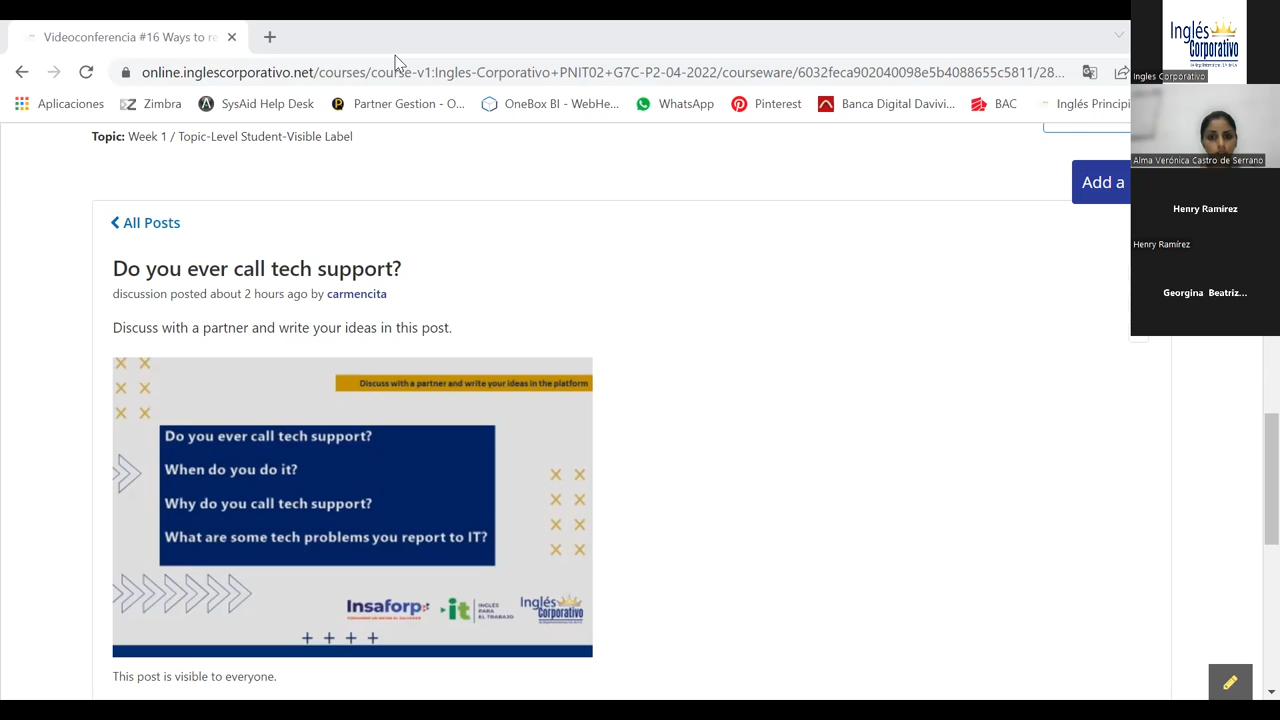 Videoconferencia #16 Ways to re
online.inglescorporativo.net/courses/course-v1:Ingles-Corporativo+PNIT02+G7C-P2-04-2022/courseware/6032feca902040098e5b4088655c5811/28...
Aplicaciones Zimbra SysAid Help Desk Partner Gestion - O... OneBox BI - WebHe... WhatsApp Pinterest Banca Digital Davivi... BAC Inglés Principi
Topic: Week 1 / Topic-Level Student-Visible Label
Add a
All Posts
Do you ever call tech support?
discussion posted about 2 hours ago by carmencita
Discuss with a partner and write your ideas in this post.
Discuss with a partner and write your ideas in the platform
Do you ever call tech support?
When do you do it?
Why do you call tech support?
What are some tech problems you report to IT?
Insaforp
it INGLÉS PARA EL TRABAJO
Inglés Corporativo
This post is visible to everyone.
Inglés Corporativo
Ingles Corporativo
Alma Verónica Castro de Serrano
Henry Ramírez
Henry Ramírez
Georgina Beatriz...